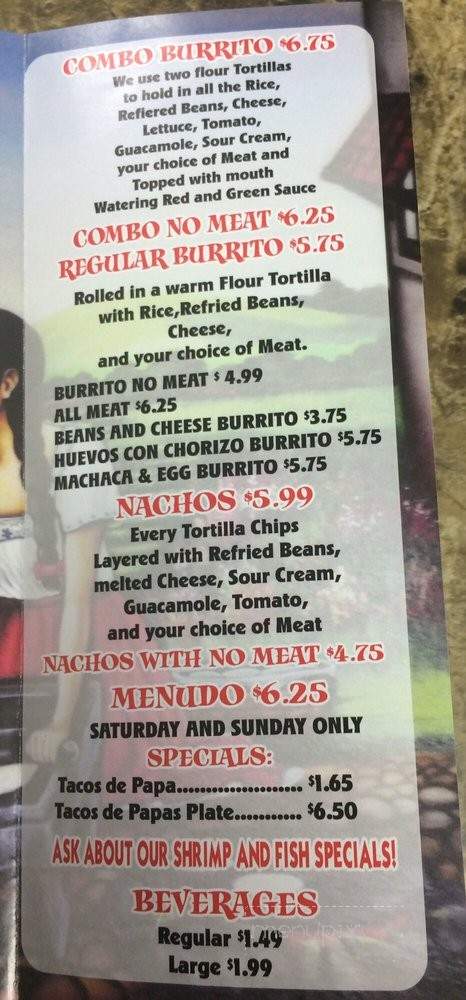 COMBO BURRITO $6.75
We use two flour Tortillas
to hold in all the Rice,
Refiered Beans, Cheese,
Lettuce, Tomato,
Guacamole, Sour Cream,
your choice of Meat and
Topped with mouth
Watering Red and Green Sauce
COMBO NO MEAT $6.25
REGULAR BURRITO $5.75
Rolled in a warm Flour Tortilla
with Rice,Refried Beans,
Cheese,
and your choice of Meat.
BURRITO NO MEAT $ 4.99
ALL MEAT $6.25
BEANS AND CHEESE BURRITO $3.75
HUEVOS CON CHORIZO BURRITO $5.75
MACHACA & EGG BURRITO $5.75
NACHOS $5.99
Every Tortilla Chips
Layered with Refried Beans,
melted Cheese, Sour Cream,
Guacamole, Tomato,
and your choice of Meat
NACHOS WITH NO MEAT $4.75
MENUDO $6.25
SATURDAY AND SUNDAY ONLY
SPECIALS:
Tacos de Papa...................... $1.65
Tacos de Papas Plate............ $6.50
ASK ABOUT OUR SHRIMP AND FISH SPECIALS!
BEVERAGES
Regular $1.49
Large $1.99